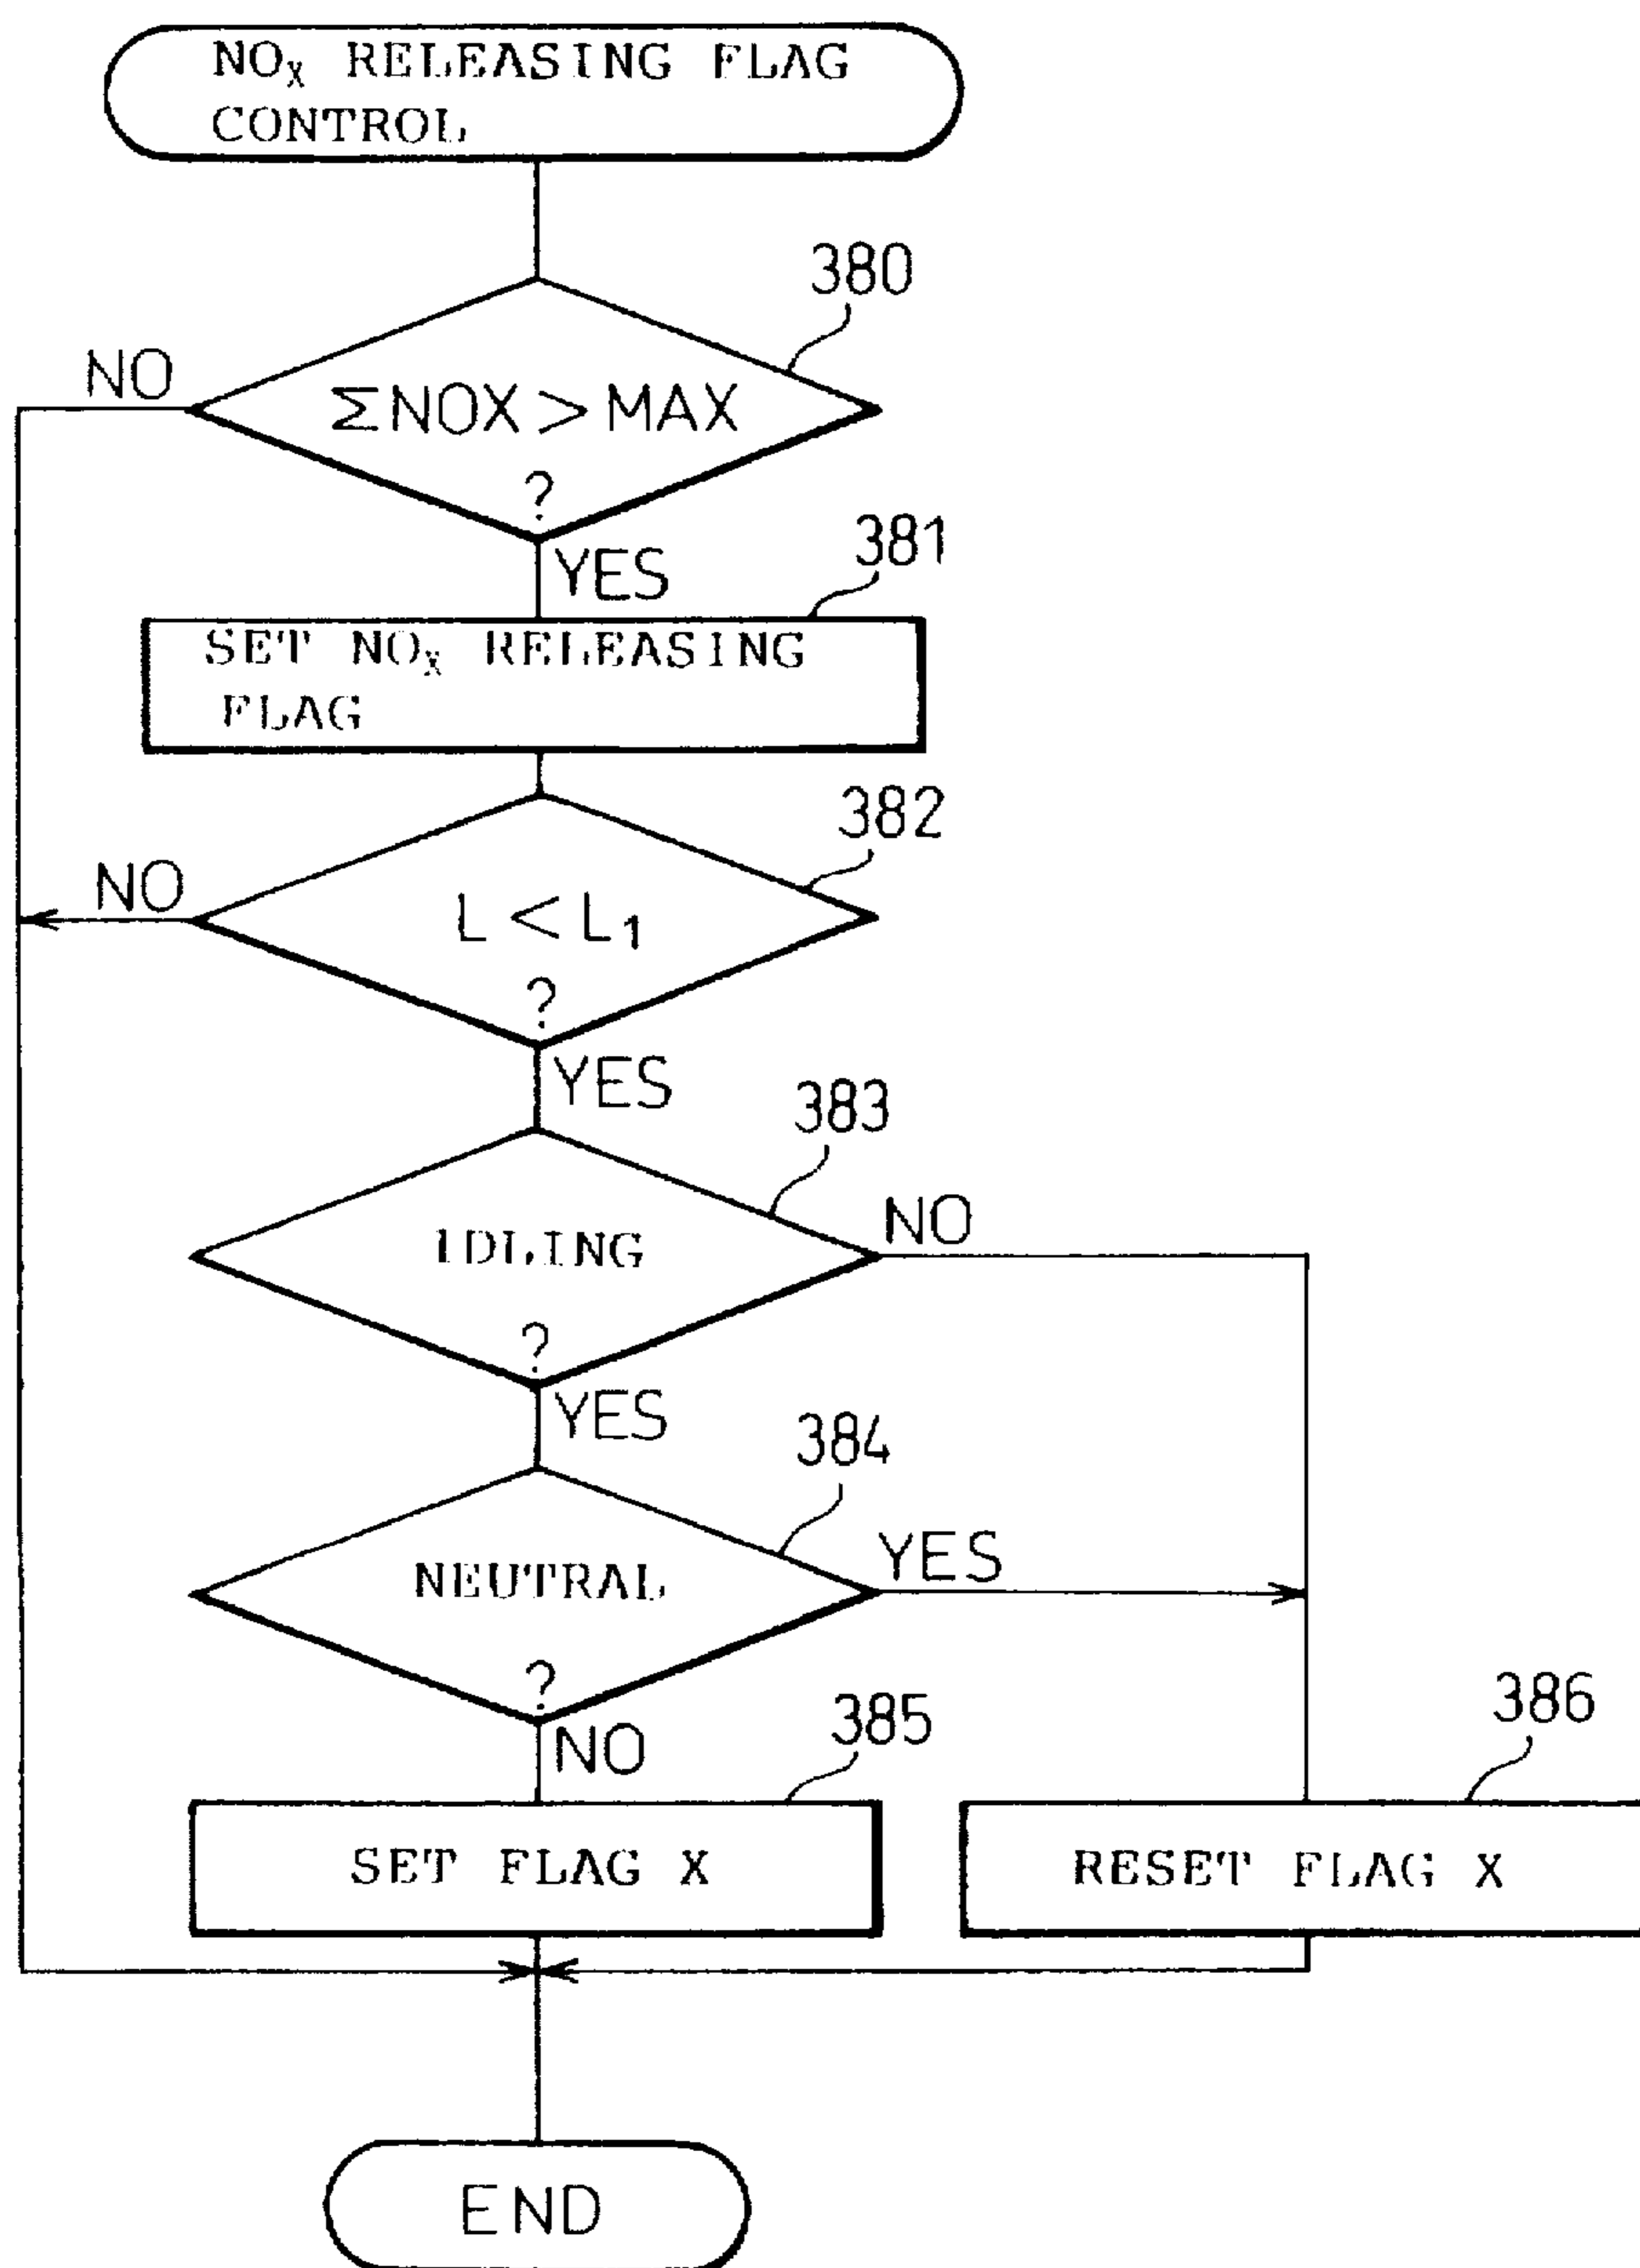 NOx RELEASING FLAG
CONTROL
380
NO
ΣNOX > MAX
?
YES
381
SET NOx RELEASING
FLAG
382
NO
L < L1
?
YES
383
IDLING
NO
?
YES
384
NEUTRAL
YES
?
NO
385
386
SET FLAG X
RESET FLAG X
END